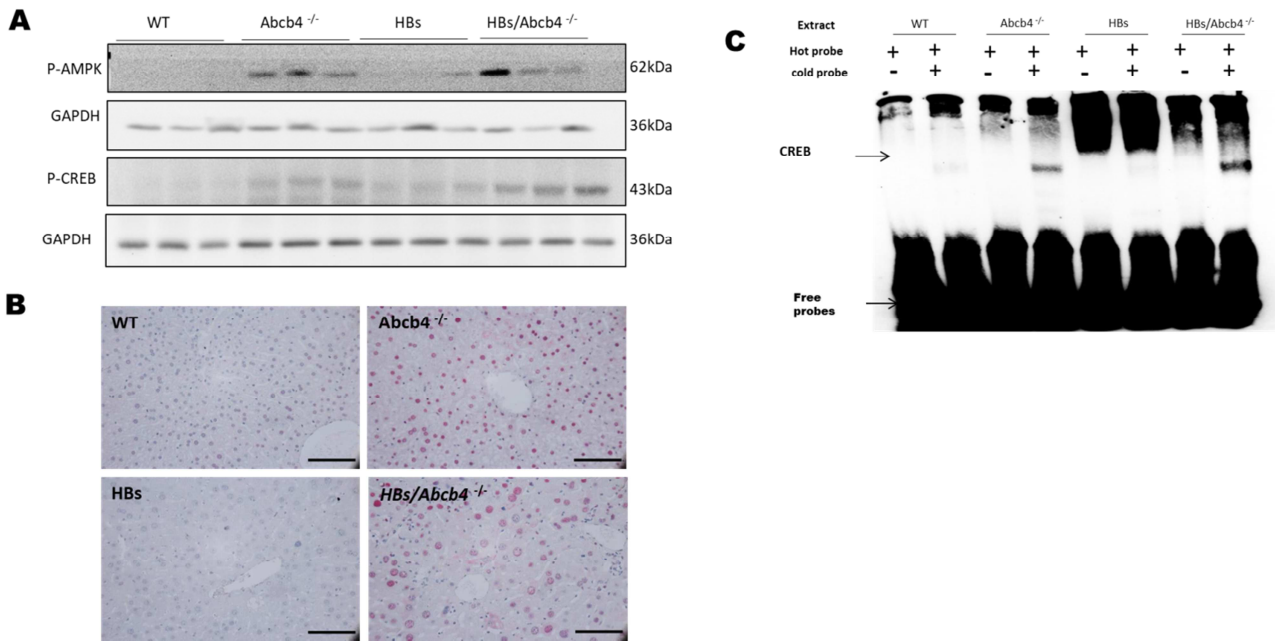 A
WT Abcb4 -/- HBs HBs/Abcb4 -/-
P-AMPK 62kDa
GAPDH 36kDa
P-CREB 43kDa
GAPDH 36kDa
B
WT Abcb4 -/-
HBs HBs/Abcb4 -/-
C
Extract WT Abcb4 -/- HBs HBs/Abcb4 -/-
Hot probe + + + + + + + +
cold probe - + - + - + - +
CREB
Free
probes